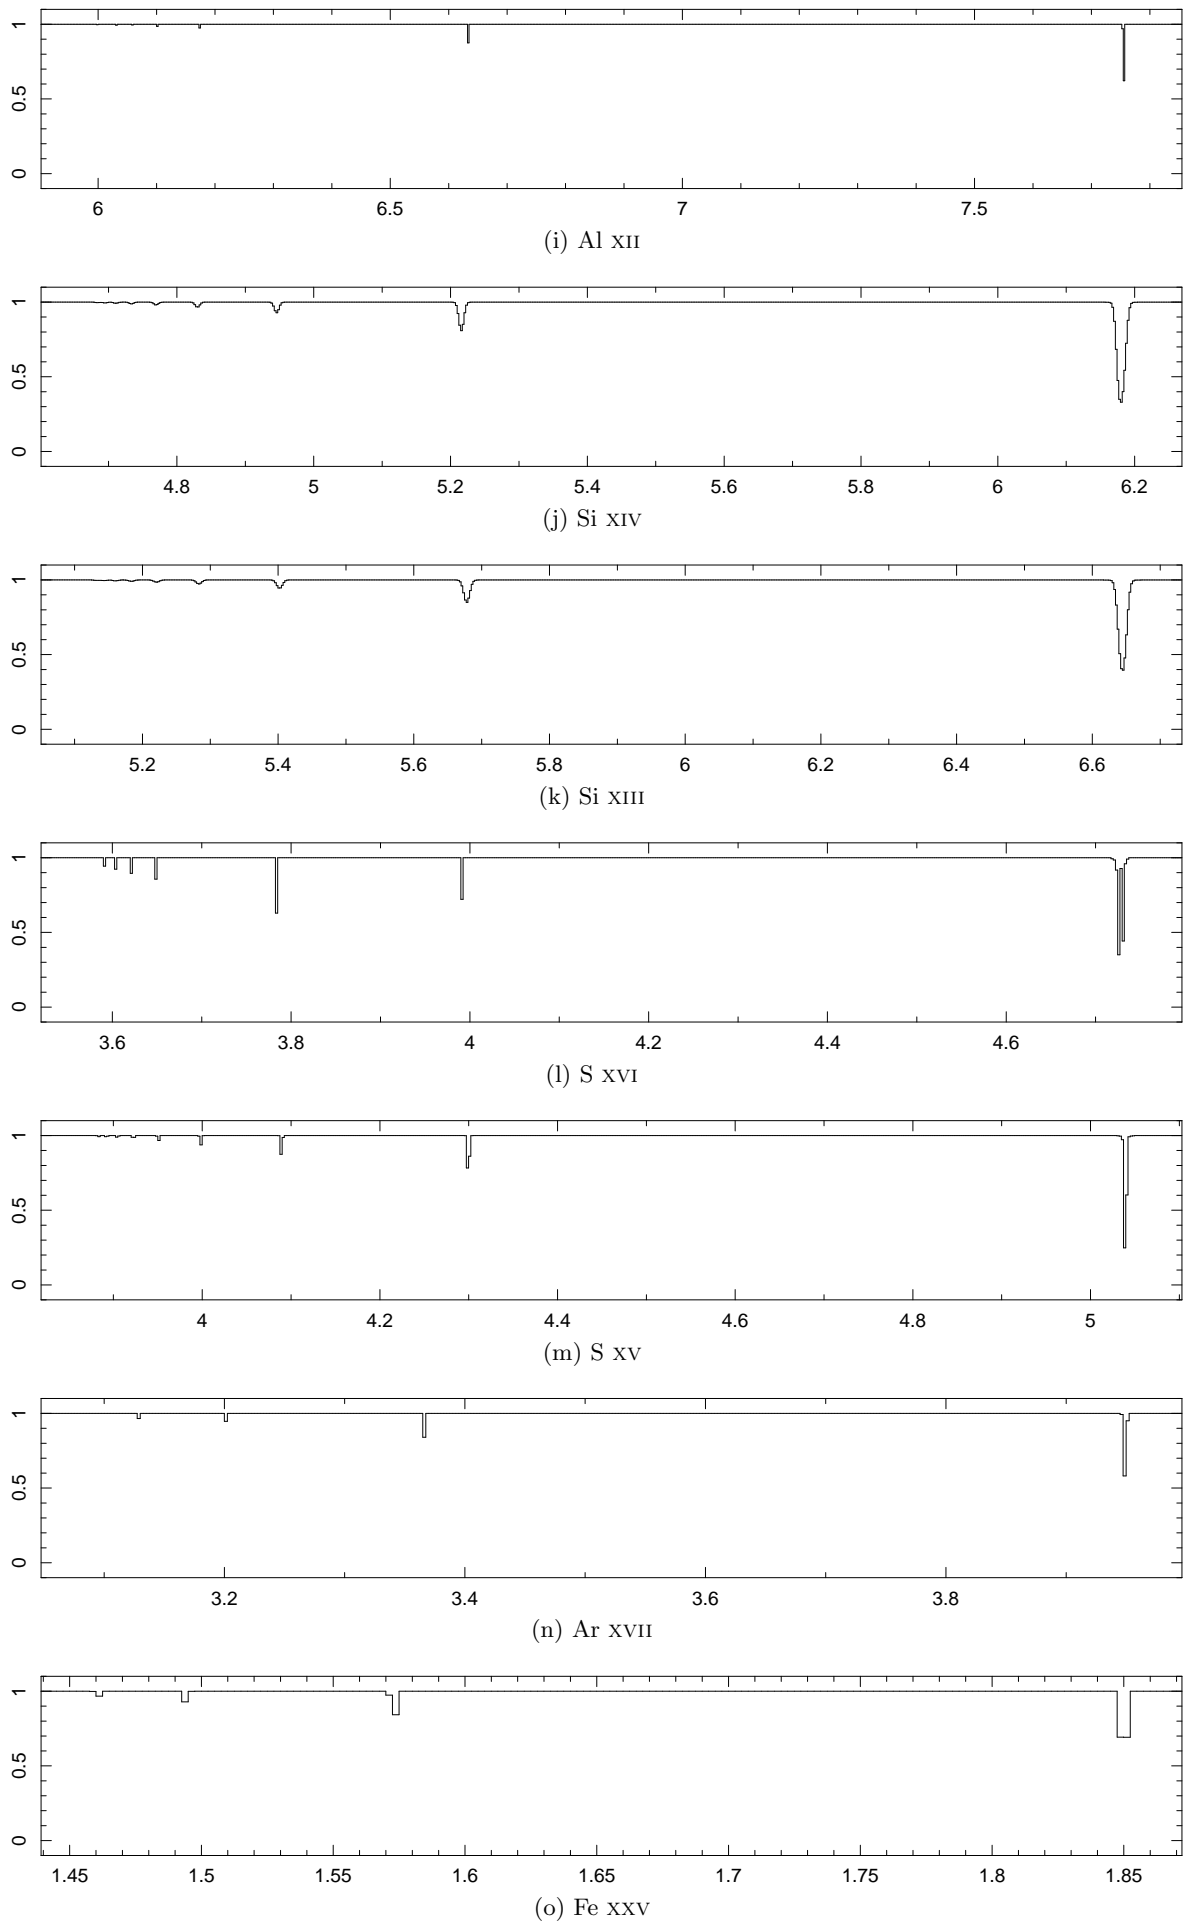 1
0.5
0
6 6.5 7 7.5
(i) Al XII
1
0.5
0
4.8 5 5.2 5.4 5.6 5.8 6 6.2
(j) Si XIV
1
0.5
0
5.2 5.4 5.6 5.8 6 6.2 6.4 6.6
(k) Si XIII
1
0.5
0
3.6 3.8 4 4.2 4.4 4.6
(l) S XVI
1
0.5
0
4 4.2 4.4 4.6 4.8 5
(m) S XV
1
0.5
0
3.2 3.4 3.6 3.8
(n) Ar XVII
1
0.5
0
1.45 1.5 1.55 1.6 1.65 1.7 1.75 1.8 1.85
(o) Fe XXV